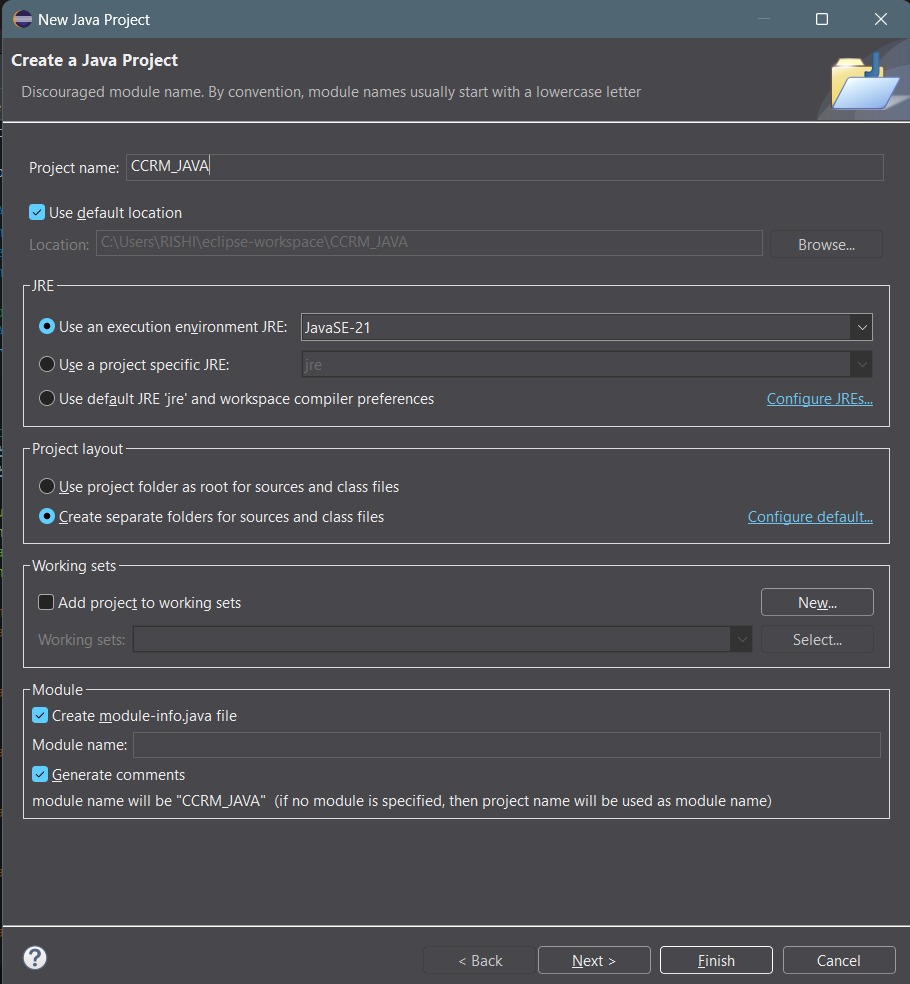 New Java Project
Create a Java Project
Discouraged module name. By convention, module names usually start with a lowercase letter
Project name: CCRM_JAVA
Use default location
Location: C:\Users\RISHI\eclipse-workspace\CCRM_JAVA Browse...
JRE
Use an execution environment JRE: JavaSE-21
Use a project specific JRE: jre
Use default JRE 'jre' and workspace compiler preferences Configure JREs...
Project layout
Use project folder as root for sources and class files
Create separate folders for sources and class files Configure default...
Working sets
Add project to working sets New...
Working sets: Select...
Module
Create module-info.java file
Module name:
Generate comments
module name will be "CCRM_JAVA" (if no module is specified, then project name will be used as module name)
? < Back Next > Finish Cancel